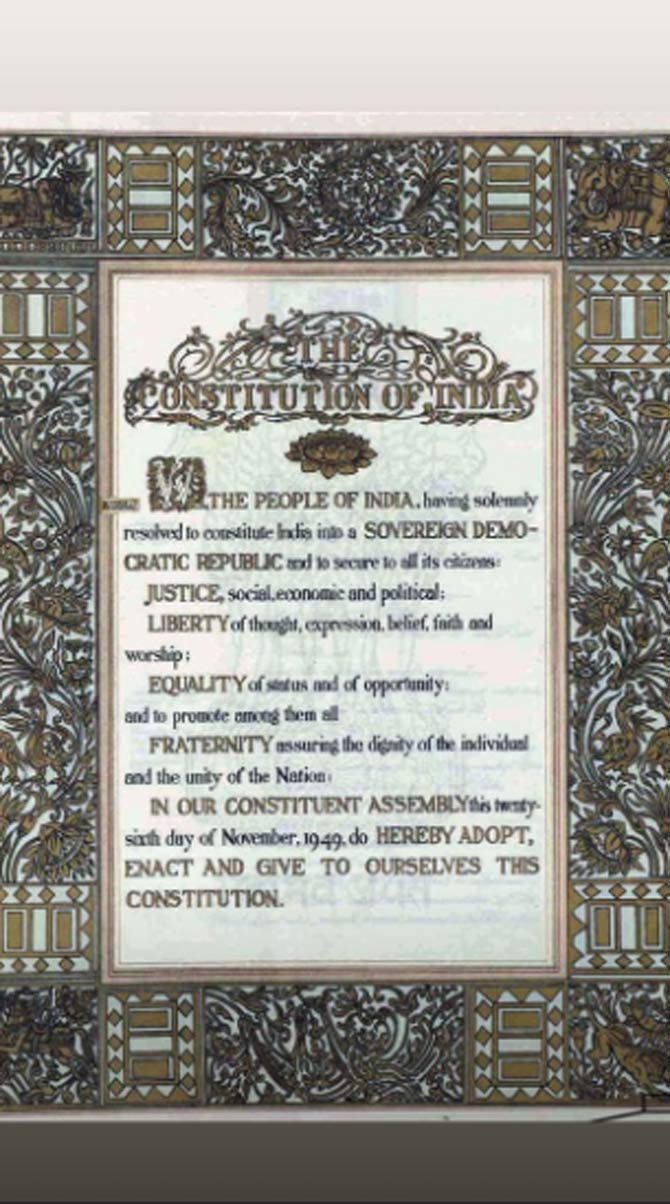 THE
CONSTITUTION OF INDIA
WE, THE PEOPLE OF INDIA, having solemnly
resolved to constitute India into a SOVEREIGN DEMO-
CRATIC REPUBLIC and to secure to all its citizens:
JUSTICE, social, economic and political;
LIBERTY of thought, expression, belief, faith and
worship;
EQUALITY of status and of opportunity;
and to promote among them all
FRATERNITY assuring the dignity of the individual
and the unity of the Nation;
IN OUR CONSTITUENT ASSEMBLY this twenty-
sixth day of November, 1949, do HEREBY ADOPT,
ENACT AND GIVE TO OURSELVES THIS
CONSTITUTION.